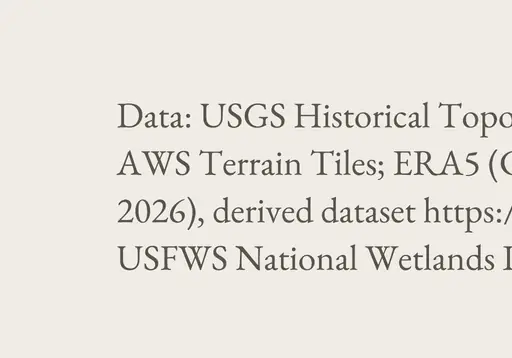 Data: USGS Historical Topo
AWS Terrain Tiles; ERA5 (
2026), derived dataset https:/
USFWS National Wetlands